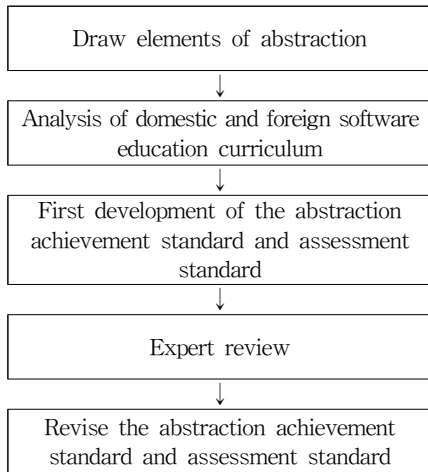 Draw elements of abstraction
Analysis of domestic and foreign software
education curriculum
First development of the abstraction
achievement standard and assessment
standard
Expert review
Revise the abstraction achievement
standard and assessment standard